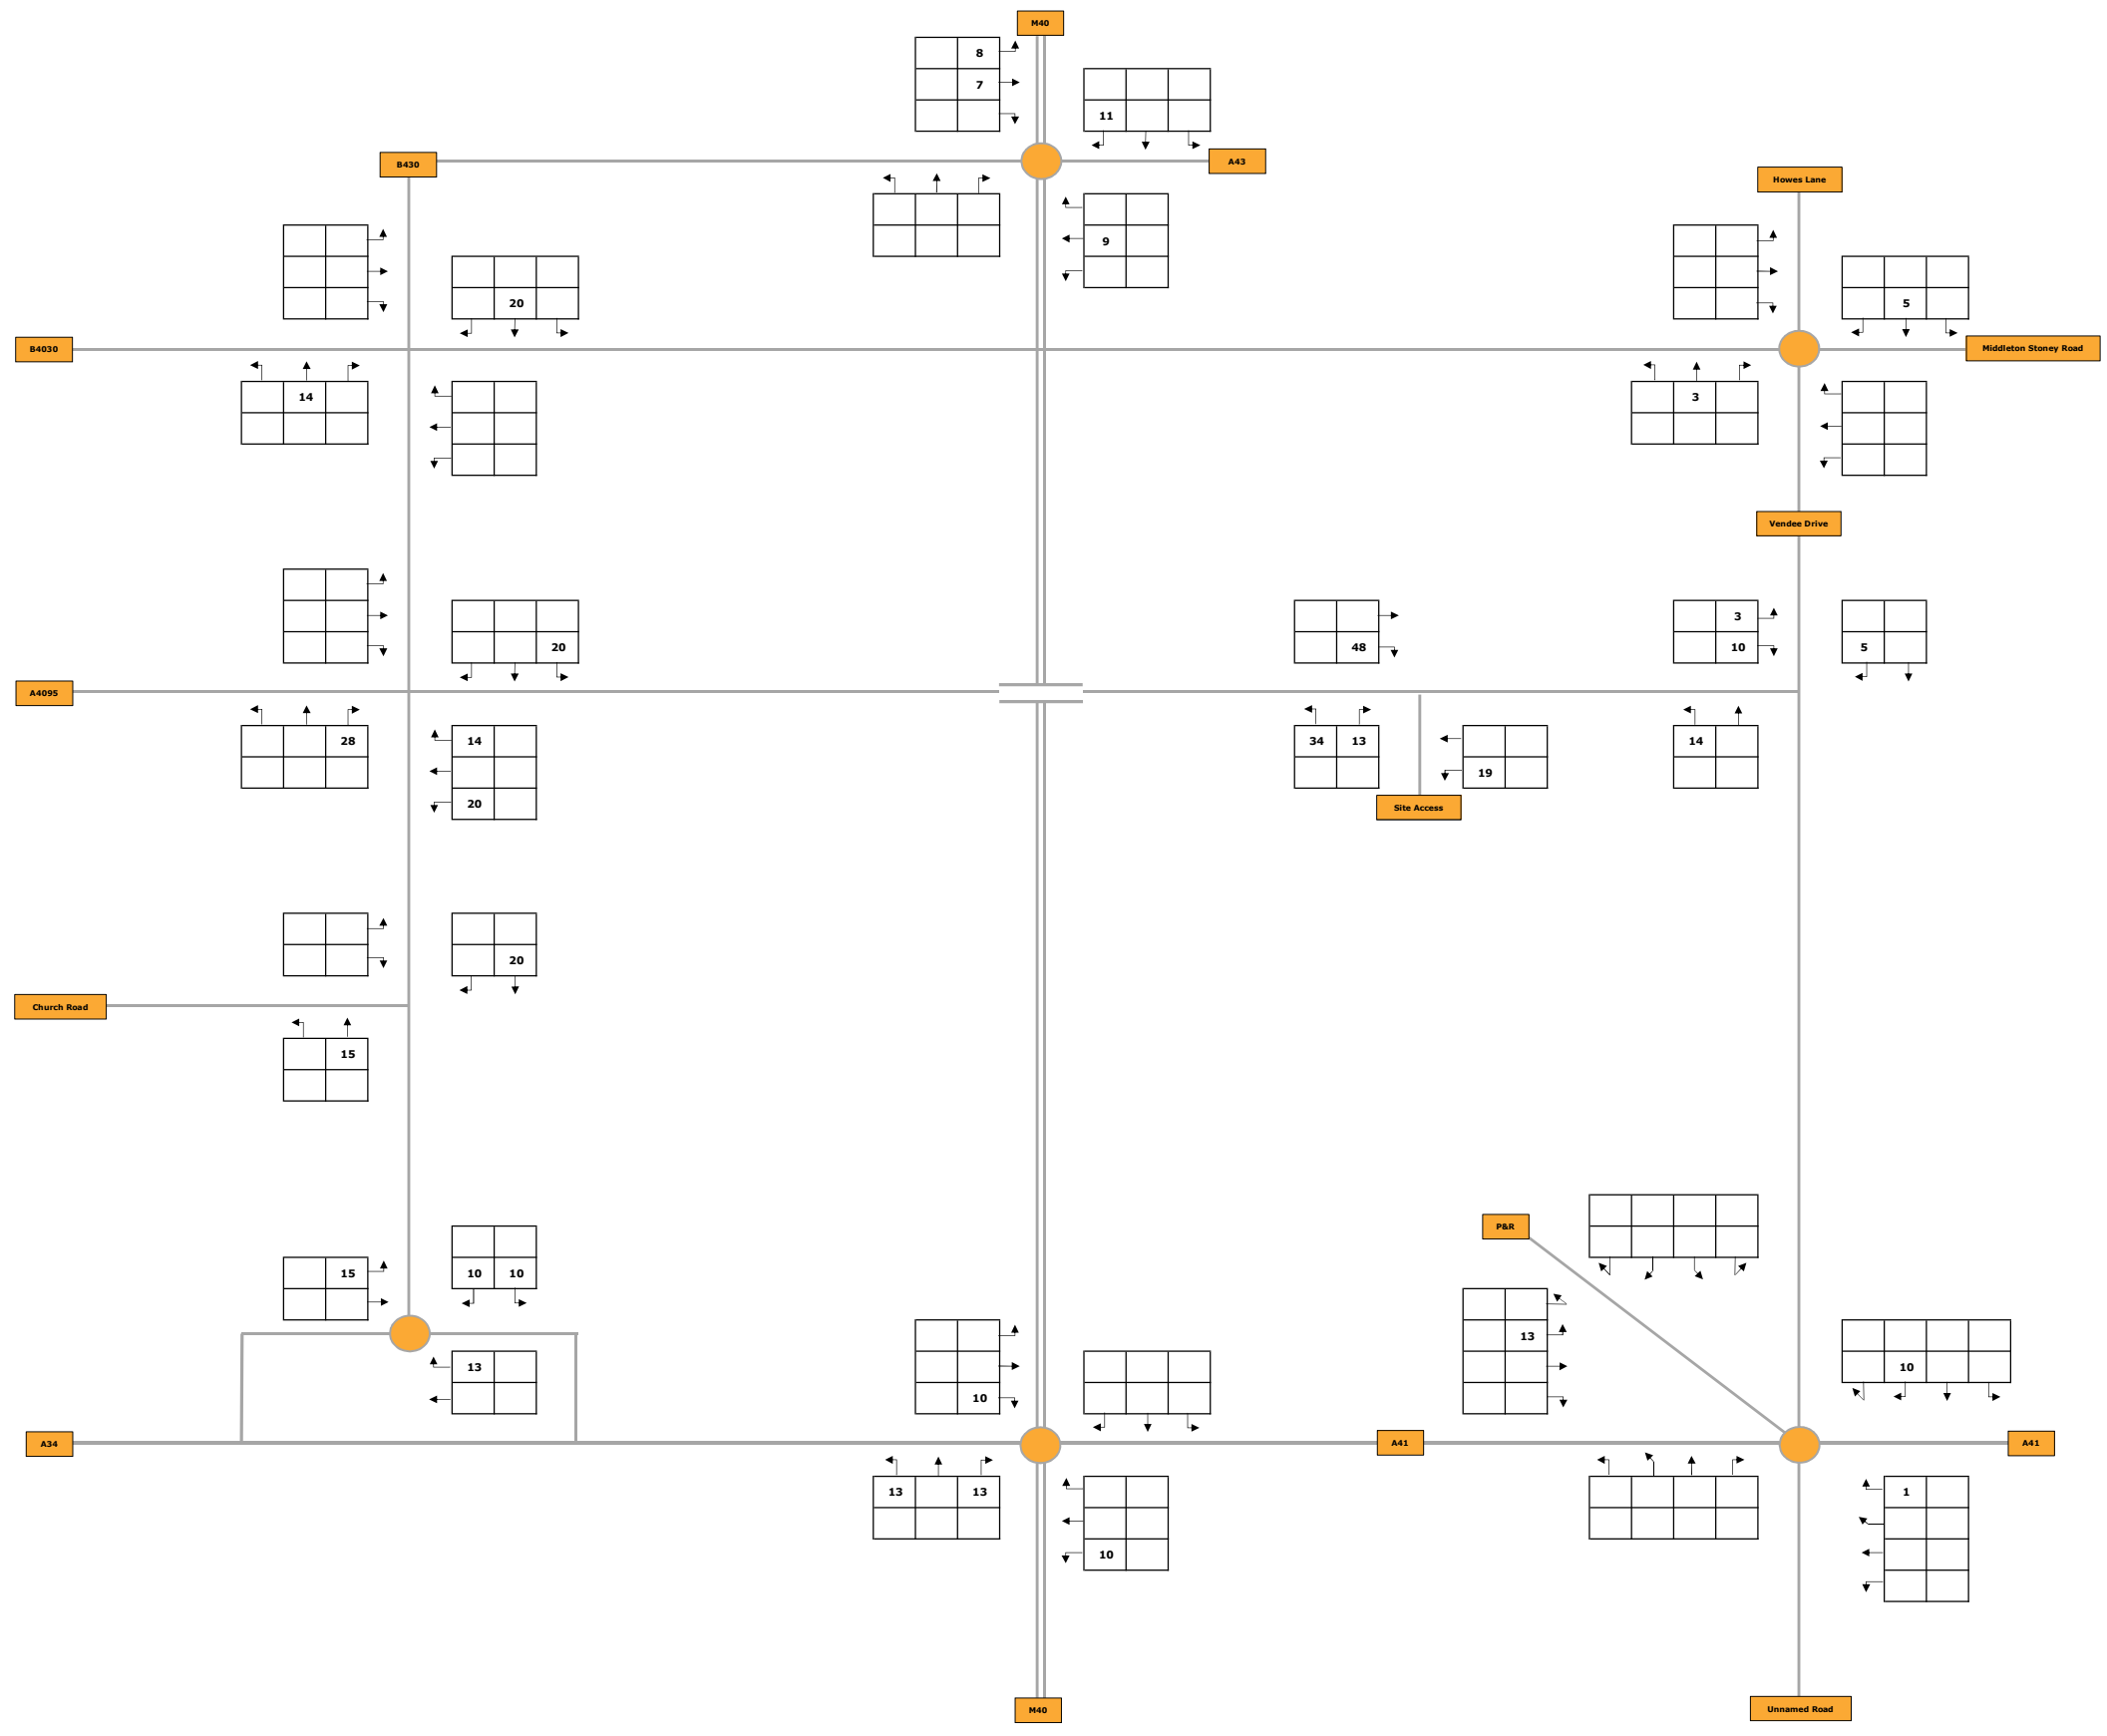 M40
8
7
11
B430
A43
Howes Lane
9
20
5
B4030
Middleton Stoney Road
14
3
Vendee Drive
3
20
48
10
5
A4095
28
14
34
13
14
19
20
Site Access
20
Church Road
15
P&R
15
10
10
13
13
10
10
A34
A41
A41
13
13
1
10
M40
Unnamed Road